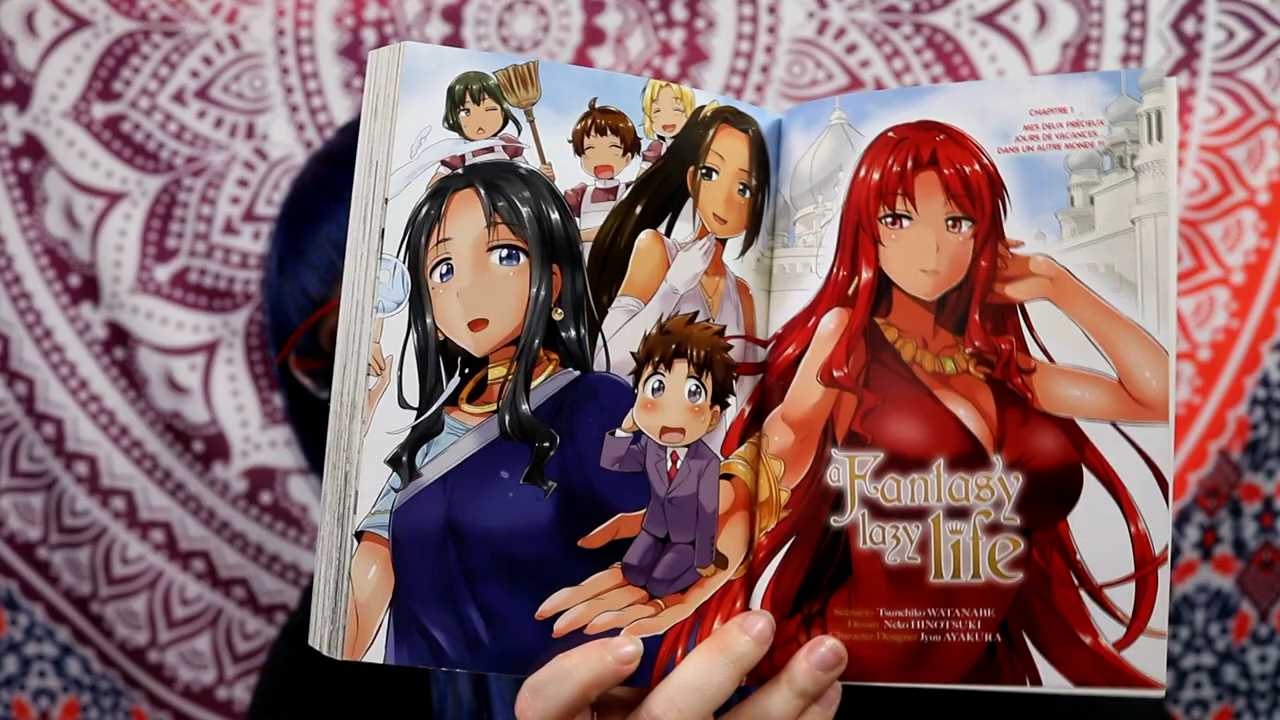 CHAPITRE 1
MES DEUX PRÉCIEUX
JOURS DE VACANCES
DANS UN AUTRE MONDE ?!
a Fantasy
lazy life
Scénario Tsunehiko WATANABE
Dessin Neko HINOTSUKI
Character Designer Jyuu AYAKURA